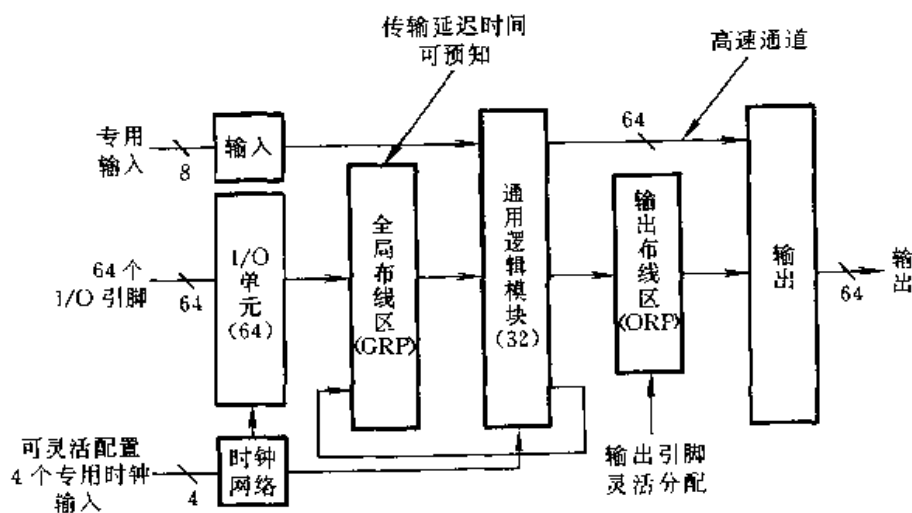 传输延迟时间
可预知
高速通道
专用
输入
8
输入
64
64个
I/O引脚
64
I/O
单元
(64)
全局布线区
(GRP)
通用逻辑模块
(32)
输出布线区
(ORP)
输出
64
输出
可灵活配置
4个专用时钟
输入
4
时钟
网络
输出引脚
灵活分配